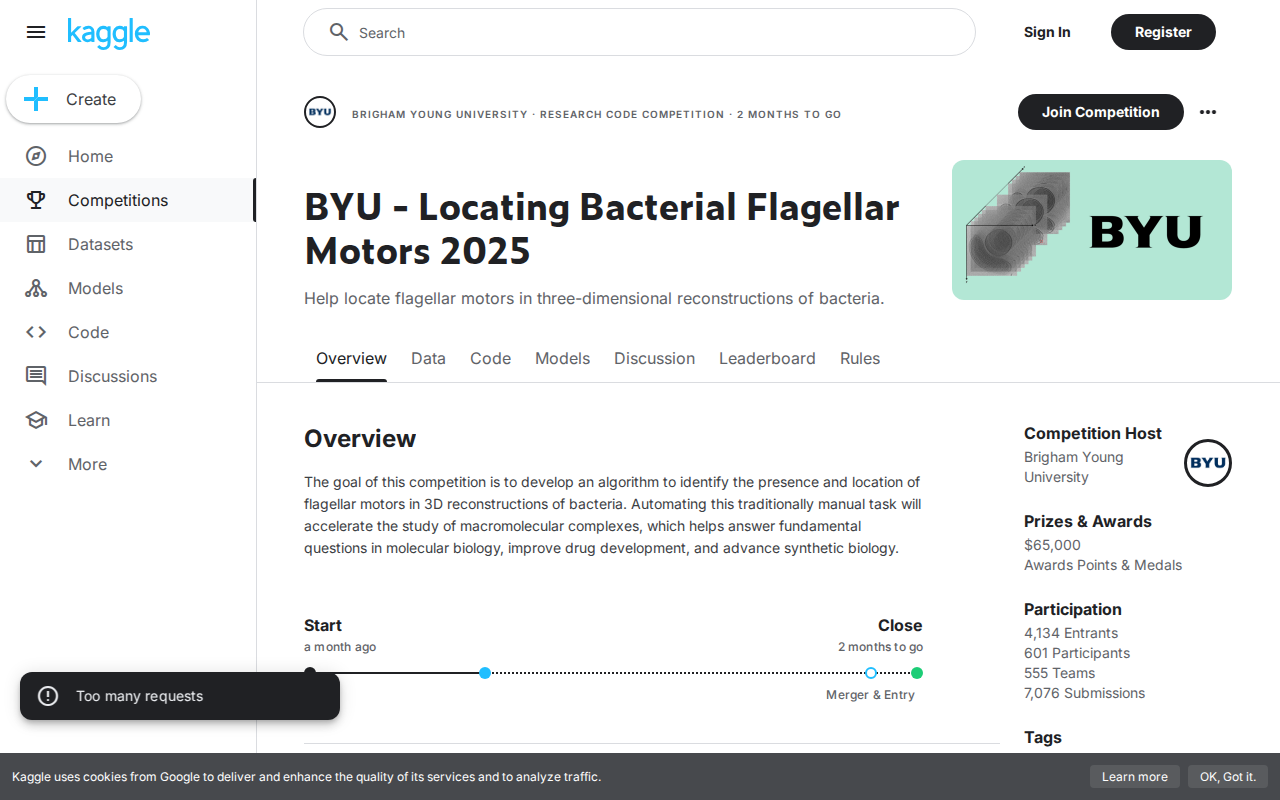 kaggle
Search
Sign In
Register
Create
Home
Competitions
Datasets
Models
Code
Discussions
Learn
More
BYU
BRIGHAM YOUNG UNIVERSITY · RESEARCH CODE COMPETITION · 2 MONTHS TO GO
Join Competition
BYU - Locating Bacterial Flagellar
Motors 2025
Help locate flagellar motors in three-dimensional reconstructions of bacteria.
BYU
Overview
Data
Code
Models
Discussion
Leaderboard
Rules
Overview
The goal of this competition is to develop an algorithm to identify the presence and location of
flagellar motors in 3D reconstructions of bacteria. Automating this traditionally manual task will
accelerate the study of macromolecular complexes, which helps answer fundamental
questions in molecular biology, improve drug development, and advance synthetic biology.
Start
a month ago
Close
2 months to go
Merger & Entry
Competition Host
Brigham Young
University
BYU
Prizes & Awards
$65,000
Awards Points & Medals
Participation
4,134 Entrants
601 Participants
555 Teams
7,076 Submissions
Tags
Too many requests
Kaggle uses cookies from Google to deliver and enhance the quality of its services and to analyze traffic.
Learn more
OK, Got it.